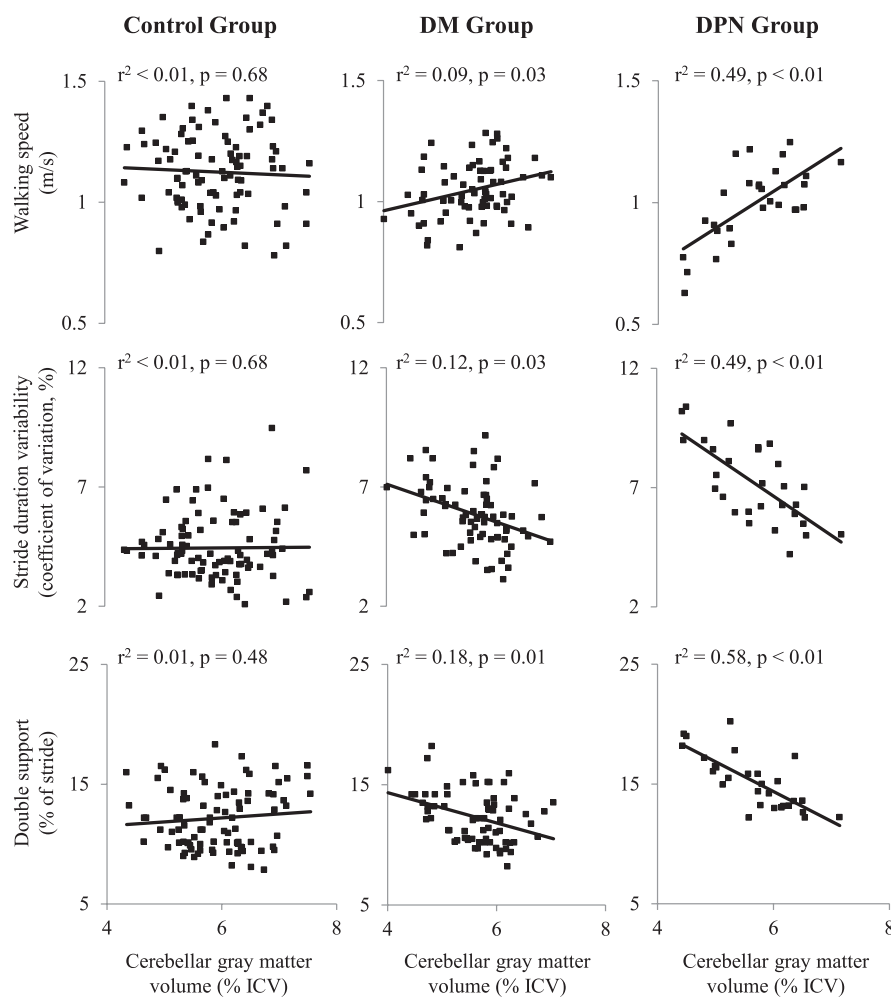 Control Group DM Group DPN Group
r² < 0.01, p = 0.68 r² = 0.09, p = 0.03 r² = 0.49, p < 0.01
Walking speed
(m/s)
1.5 1.5 1.5
1 1 1
0.5 0.5 0.5
r² < 0.01, p = 0.68 r² = 0.12, p = 0.03 r² = 0.49, p < 0.01
Stride duration variability
(coefficient of variation, %)
12 12 12
7 7 7
2 2 2
r² = 0.01, p = 0.48 r² = 0.18, p = 0.01 r² = 0.58, p < 0.01
Double support
(% of stride)
25 25 25
15 15 15
5 5 5
4 6 8 4 6 8 4 6 8
Cerebellar gray matter Cerebellar gray matter Cerebellar gray matter
volume (% ICV) volume (% ICV) volume (% ICV)